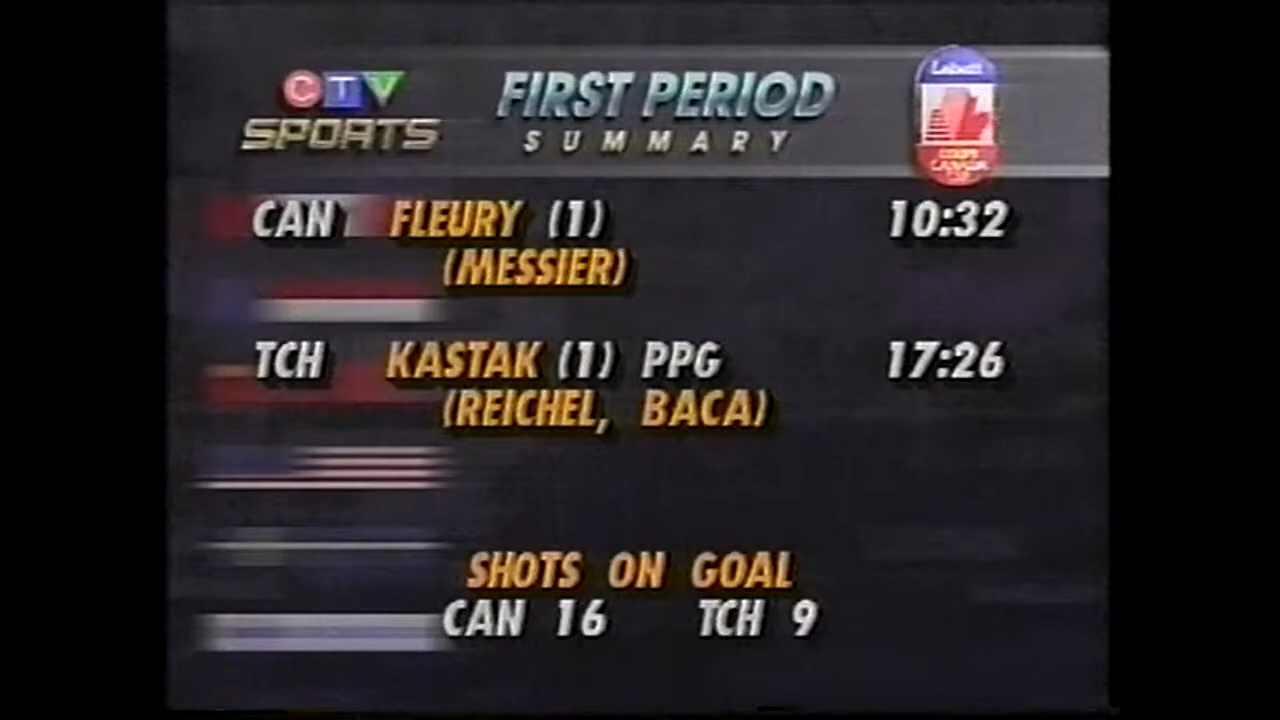 CTV
SPORTS
FIRST PERIOD
SUMMARY
Labatt
CANADA
CAN FLEURY (1) 10:32
(MESSIER)
TCH KASTAK (1) PPG 17:26
(REICHEL, BACA)
SHOTS ON GOAL
CAN 16 TCH 9